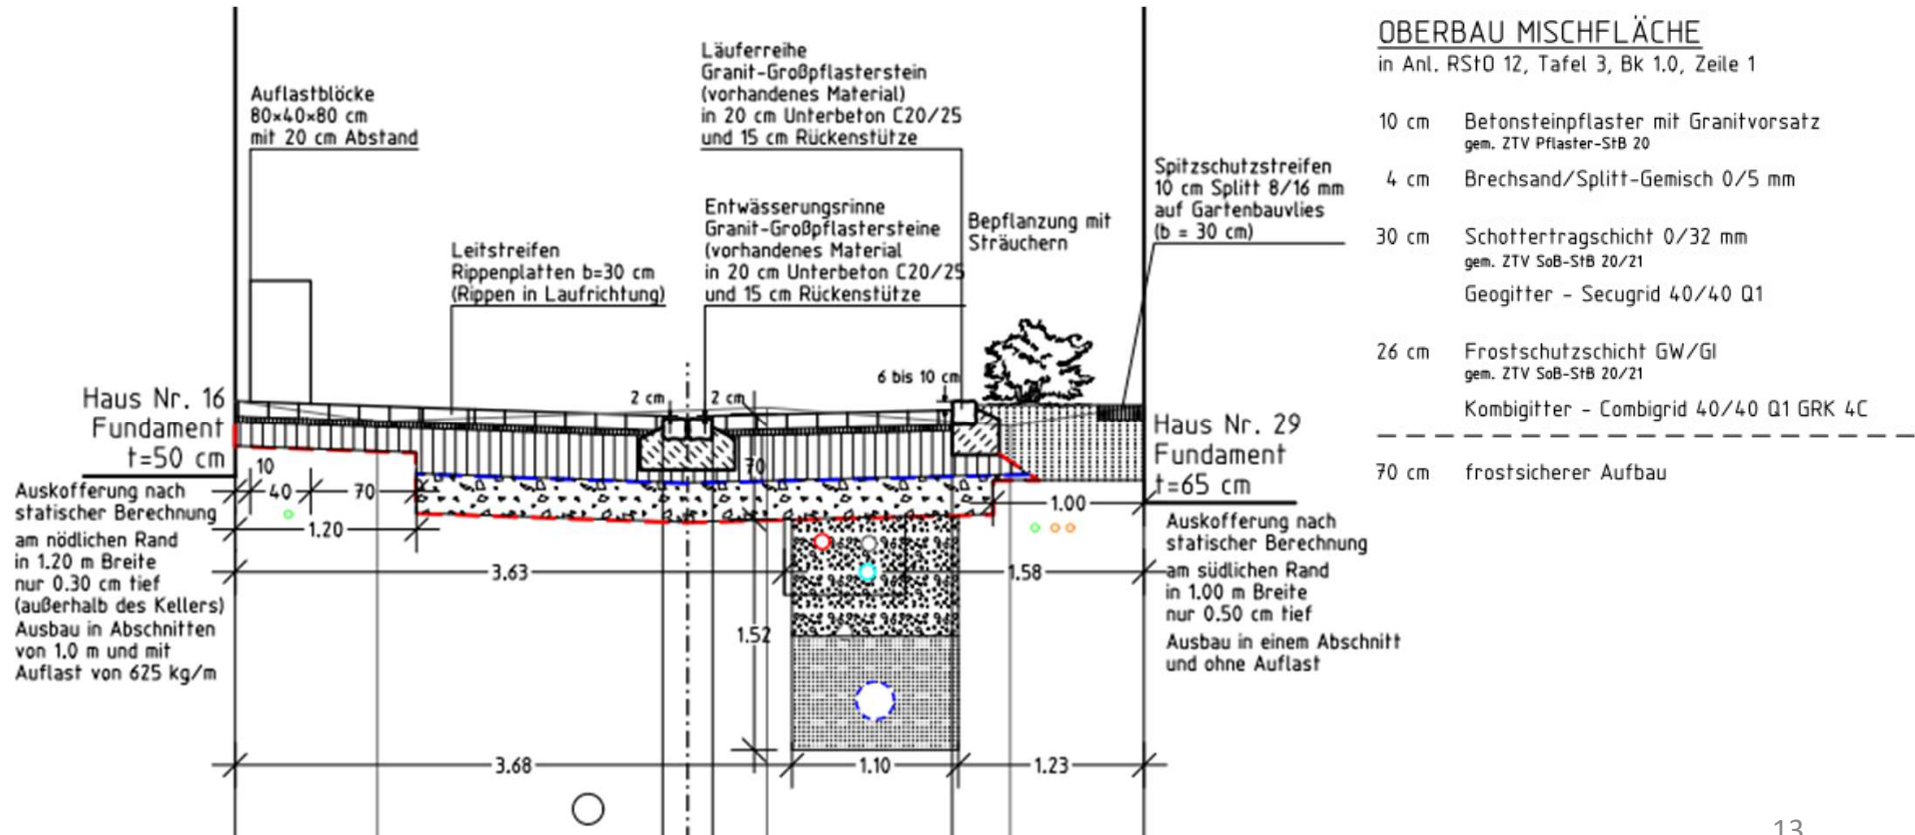 Auflastblöcke
80×40×80 cm
mit 20 cm Abstand
Leitstreifen
Rippenplatten b=30 cm
(Rippen in Laufrichtung)
Läuferreihe
Granit-Großpflasterstein
(vorhandenes Material)
in 20 cm Unterbeton C20/25
und 15 cm Rückenstütze
Entwässerungsrinne
Granit-Großpflastersteine
(vorhandenes Material
in 20 cm Unterbeton C20/25
und 15 cm Rückenstütze
Bepflanzung mit
Sträuchern
Spitzschutzstreifen
10 cm Splitt 8/16 mm
auf Gartenbauvlies
(b = 30 cm)
2 cm
2 cm
6 bis 10 cm
Haus Nr. 16
Fundament
t=50 cm
Auskofferung nach
statischer Berechnung
am nödlichen Rand
in 1.20 m Breite
nur 0.30 cm tief
(außerhalb des Kellers)
Ausbau in Abschnitten
von 1.0 m und mit
Auflast von 625 kg/m
10
40
70
1.20
70
3.63
1.52
1.58
1.00
3.68
1.10
1.23
Haus Nr. 29
Fundament
t=65 cm
Auskofferung nach
statischer Berechnung
am südlichen Rand
in 1.00 m Breite
nur 0.50 cm tief
Ausbau in einem Abschnitt
und ohne Auflast
OBERBAU MISCHFLÄCHE
in Anl. RStO 12, Tafel 3, Bk 1.0, Zeile 1
10 cm Betonsteinpflaster mit Granitvorsatz
gem. ZTV Pflaster-StB 20
4 cm Brechsand/Splitt-Gemisch 0/5 mm
30 cm Schottertragschicht 0/32 mm
gem. ZTV SoB-StB 20/21
Geogitter - Secugrid 40/40 Q1
26 cm Frostschutzschicht GW/GI
gem. ZTV SoB-StB 20/21
Kombigitter - Combigrid 40/40 Q1 GRK 4C
70 cm frostsicherer Aufbau
13